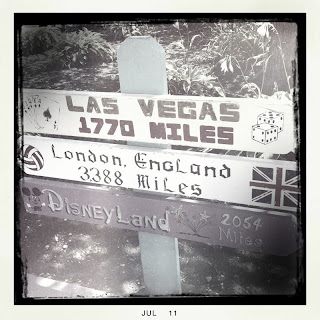 LAS VEGAS
1770 MILES
London, England
3388 Miles
DisneyLand
2054
Miles
JUL 11